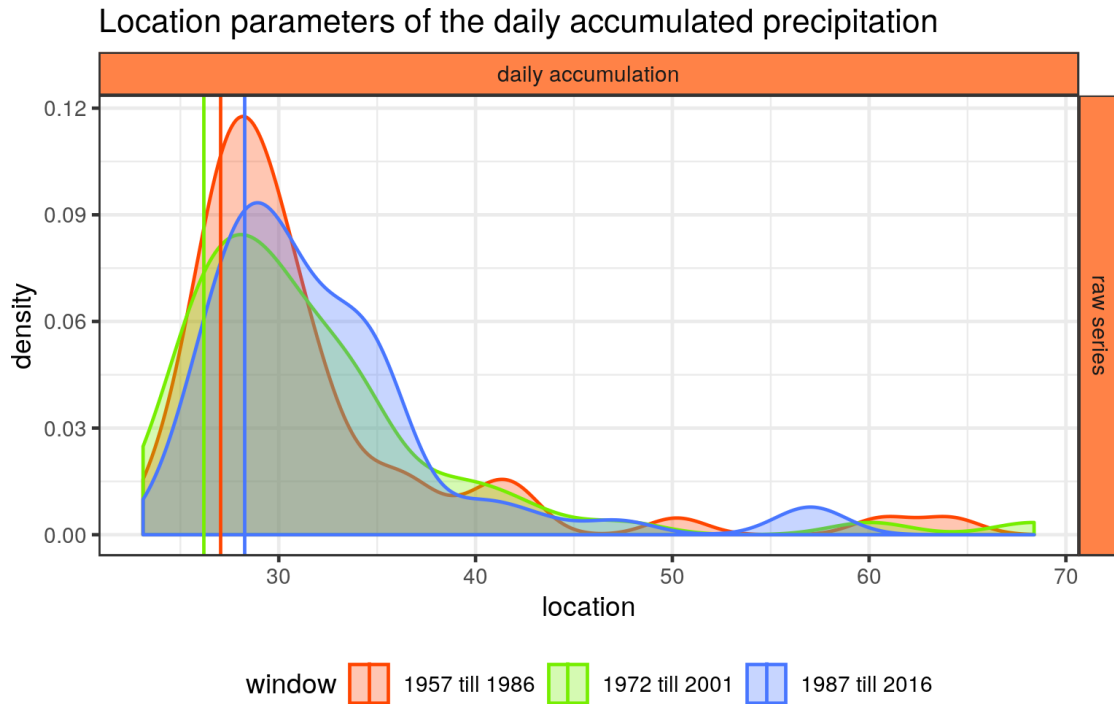 Location parameters of the daily accumulated precipitation
daily accumulation
0.12
0.09
0.06
0.03
0.00
density
raw series
30 40 50 60 70
location
window 1957 till 1986 1972 till 2001 1987 till 2016